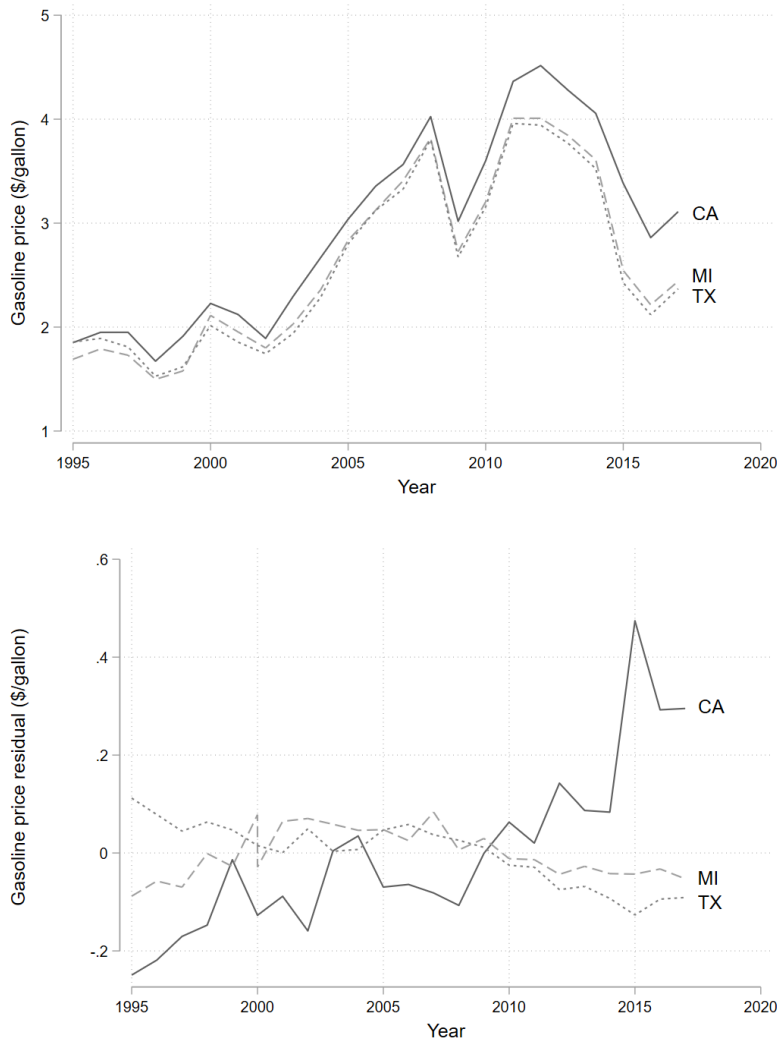 Gasoline price ($/gallon)
5
4
3
2
1
CA
MI
TX
1995 2000 2005 2010 2015 2020
Year
Gasoline price residual ($/gallon)
.6
.4
.2
0
-.2
CA
MI
TX
1995 2000 2005 2010 2015 2020
Year